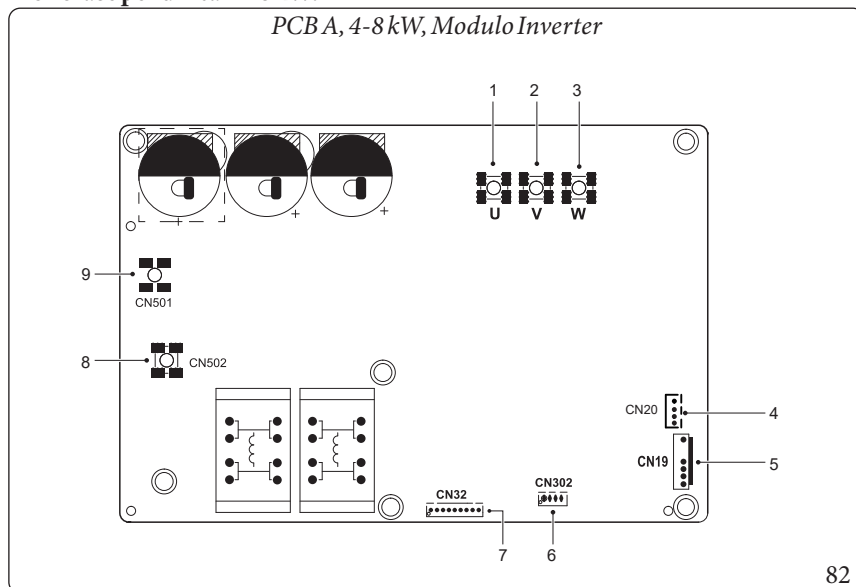 PCB A, 4-8 kW, Modulo Inverter
1 2 3
U V W
9
CN501
8 CN502
CN20 4
CN19 5
CN32 CN302
7 6
82